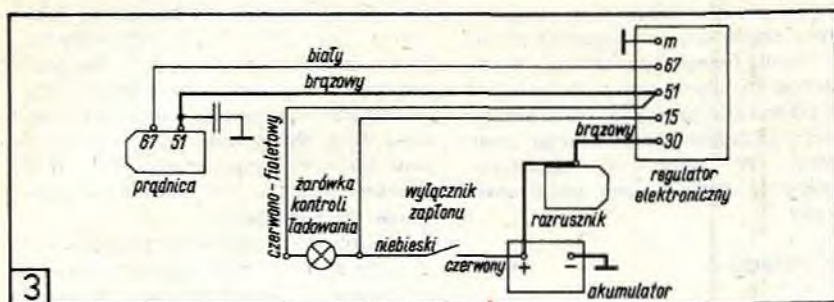 m
biały
67
brązowy
51
15
67 51
brązowy
30
prądnica
czerwono-fioletowy
żarówka
kontroli
ładowania
wyłącznik
zapłonu
rozrusznik
regulator
elektroniczny
niebieski
czerwony
+ -
akumulator
3